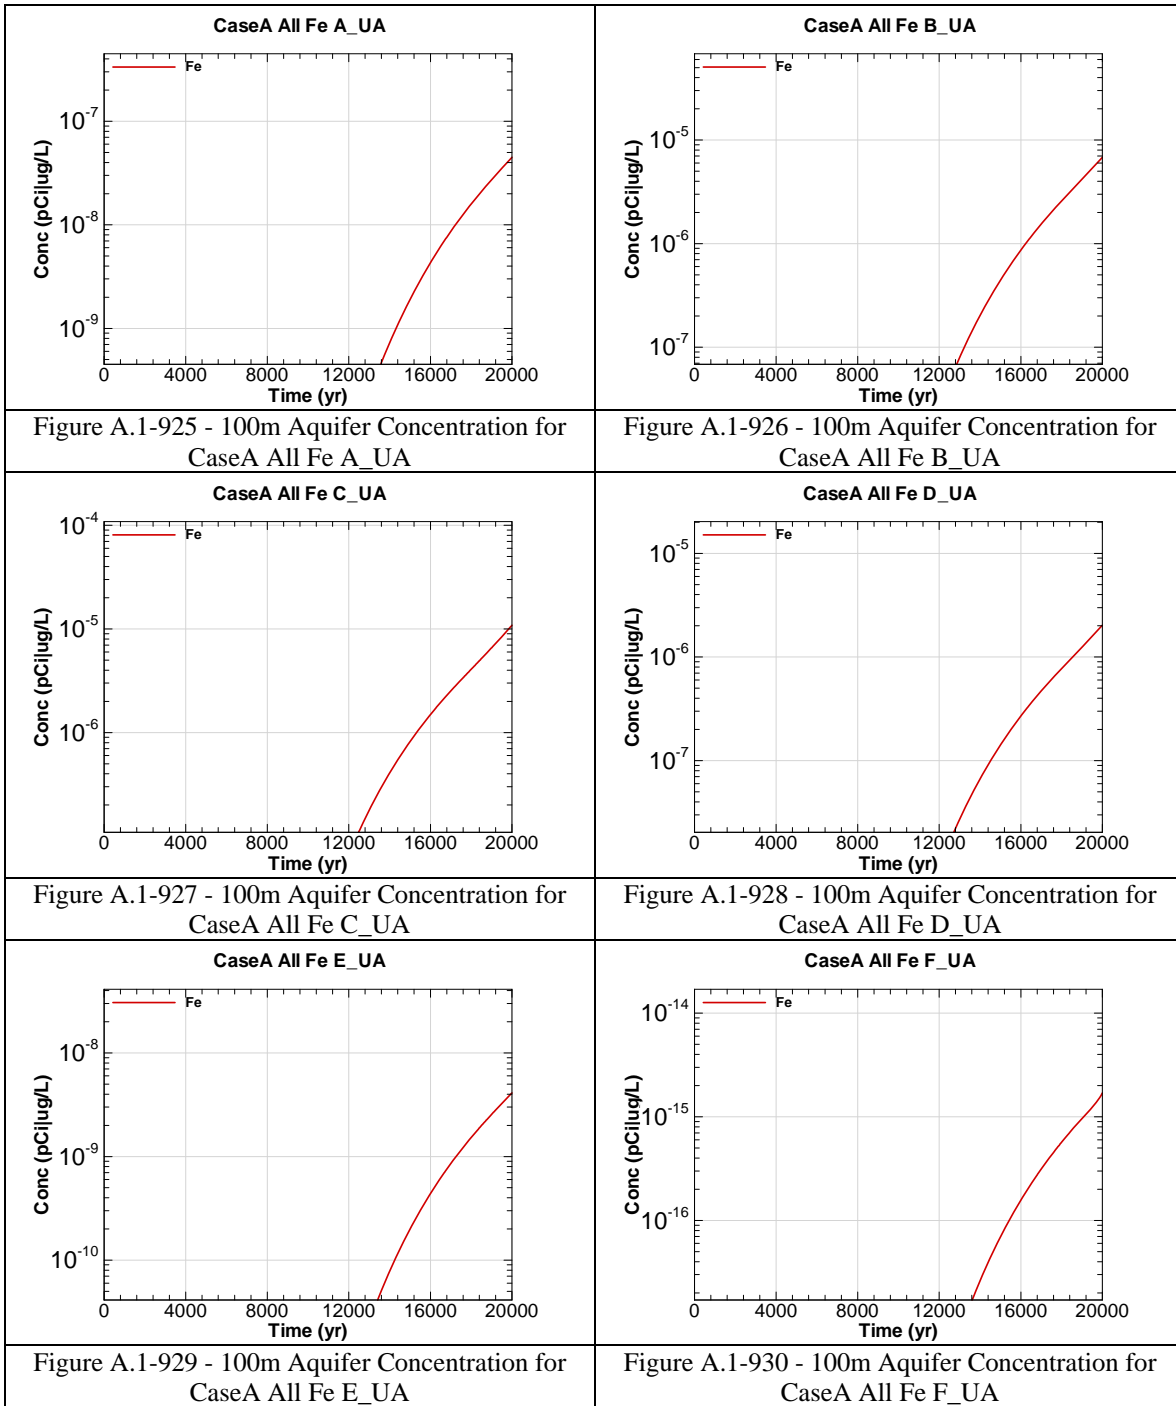 CaseA All Fe A_UA
Fe
Conc (pCi|ug/L)
10-7
10-8
10-9
0 4000 8000 12000 16000 20000
Time (yr)
Figure A.1-925 - 100m Aquifer Concentration for
CaseA All Fe A_UA
CaseA All Fe B_UA
Fe
Conc (pCi|ug/L)
10-5
10-6
10-7
0 4000 8000 12000 16000 20000
Time (yr)
Figure A.1-926 - 100m Aquifer Concentration for
CaseA All Fe B_UA
CaseA All Fe C_UA
Fe
Conc (pCi|ug/L)
10-4
10-5
10-6
0 4000 8000 12000 16000 20000
Time (yr)
Figure A.1-927 - 100m Aquifer Concentration for
CaseA All Fe C_UA
CaseA All Fe D_UA
Fe
Conc (pCi|ug/L)
10-5
10-6
10-7
0 4000 8000 12000 16000 20000
Time (yr)
Figure A.1-928 - 100m Aquifer Concentration for
CaseA All Fe D_UA
CaseA All Fe E_UA
Fe
Conc (pCi|ug/L)
10-8
10-9
10-10
0 4000 8000 12000 16000 20000
Time (yr)
Figure A.1-929 - 100m Aquifer Concentration for
CaseA All Fe E_UA
CaseA All Fe F_UA
Fe
Conc (pCi|ug/L)
10-14
10-15
10-16
0 4000 8000 12000 16000 20000
Time (yr)
Figure A.1-930 - 100m Aquifer Concentration for
CaseA All Fe F_UA